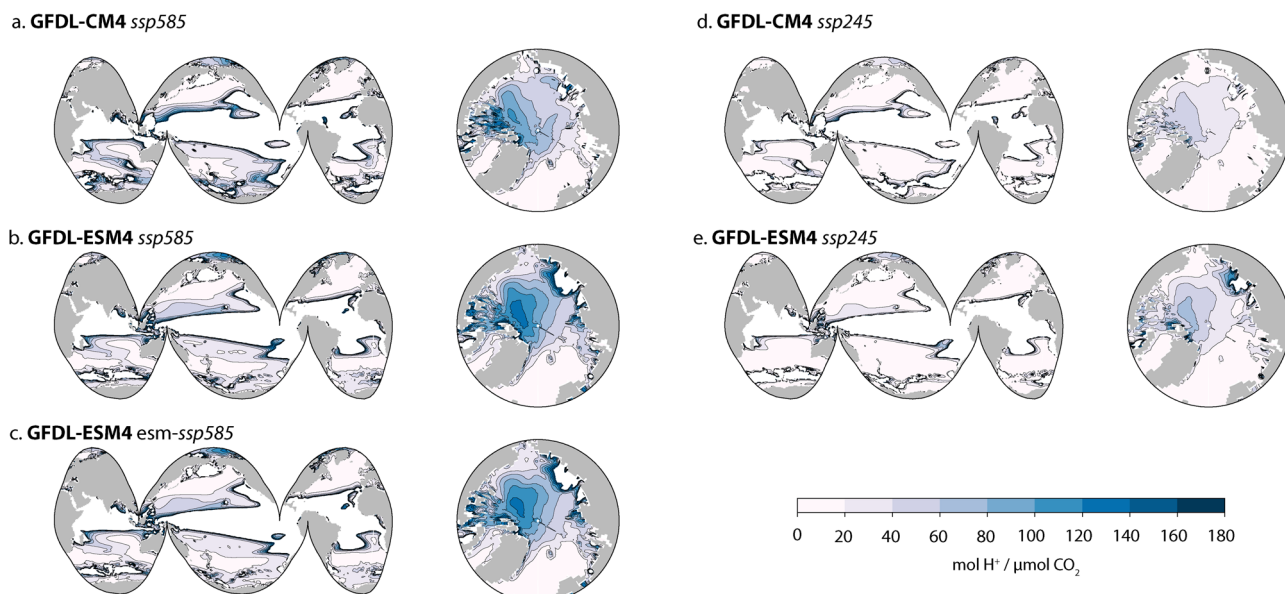 a. GFDL-CM4 ssp585
d. GFDL-CM4 ssp245
b. GFDL-ESM4 ssp585
e. GFDL-ESM4 ssp245
c. GFDL-ESM4 esm-ssp585
0 20 40 60 80 100 120 140 160 180
mol H⁺ / μmol CO₂